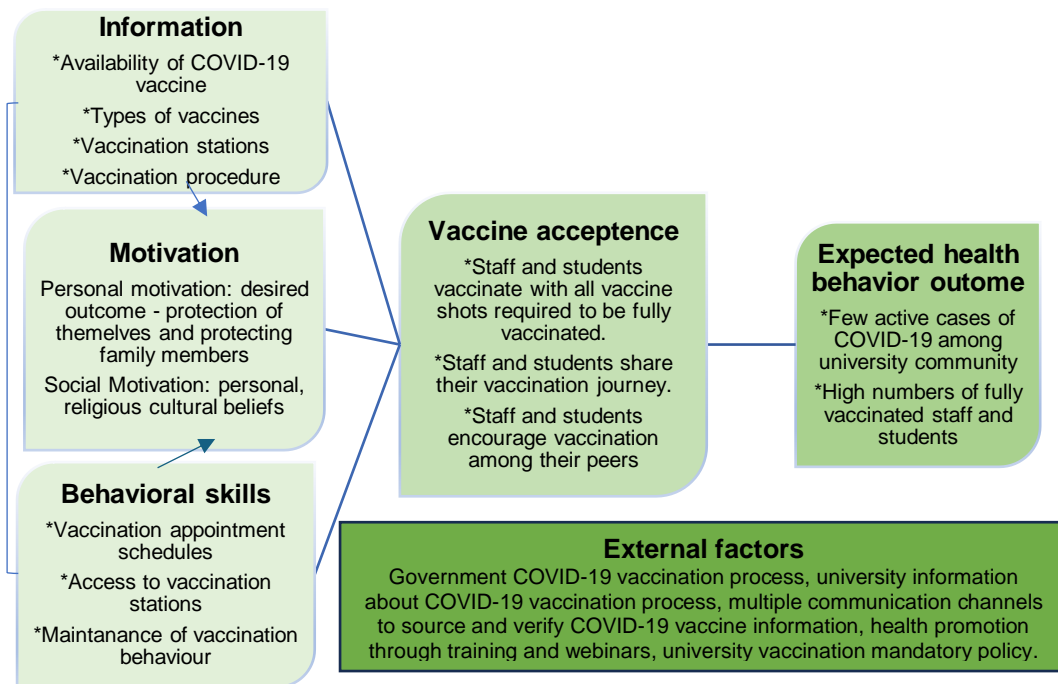 Information
*Availability of COVID-19
vaccine
*Types of vaccines
*Vaccination stations
*Vaccination procedure
Motivation
Personal motivation: desired
outcome - protection of
themelves and protecting
family members
Social Motivation: personal,
religious cultural beliefs
Behavioral skills
*Vaccination appointment
schedules
*Access to vaccination
stations
*Maintanance of vaccination
behaviour
Vaccine acceptence
*Staff and students
vaccinate with all vaccine
shots required to be fully
vaccinated.
*Staff and students share
their vaccination journey.
*Staff and students
encourage vaccination
among their peers
Expected health
behavior outome
*Few active cases of
COVID-19 among
university community
*High numbers of fully
vaccinated staff and
students
External factors
Government COVID-19 vaccination process, university information
about COVID-19 vaccination process, multiple communication channels
to source and verify COVID-19 vaccine information, health promotion
through training and webinars, university vaccination mandatory policy.